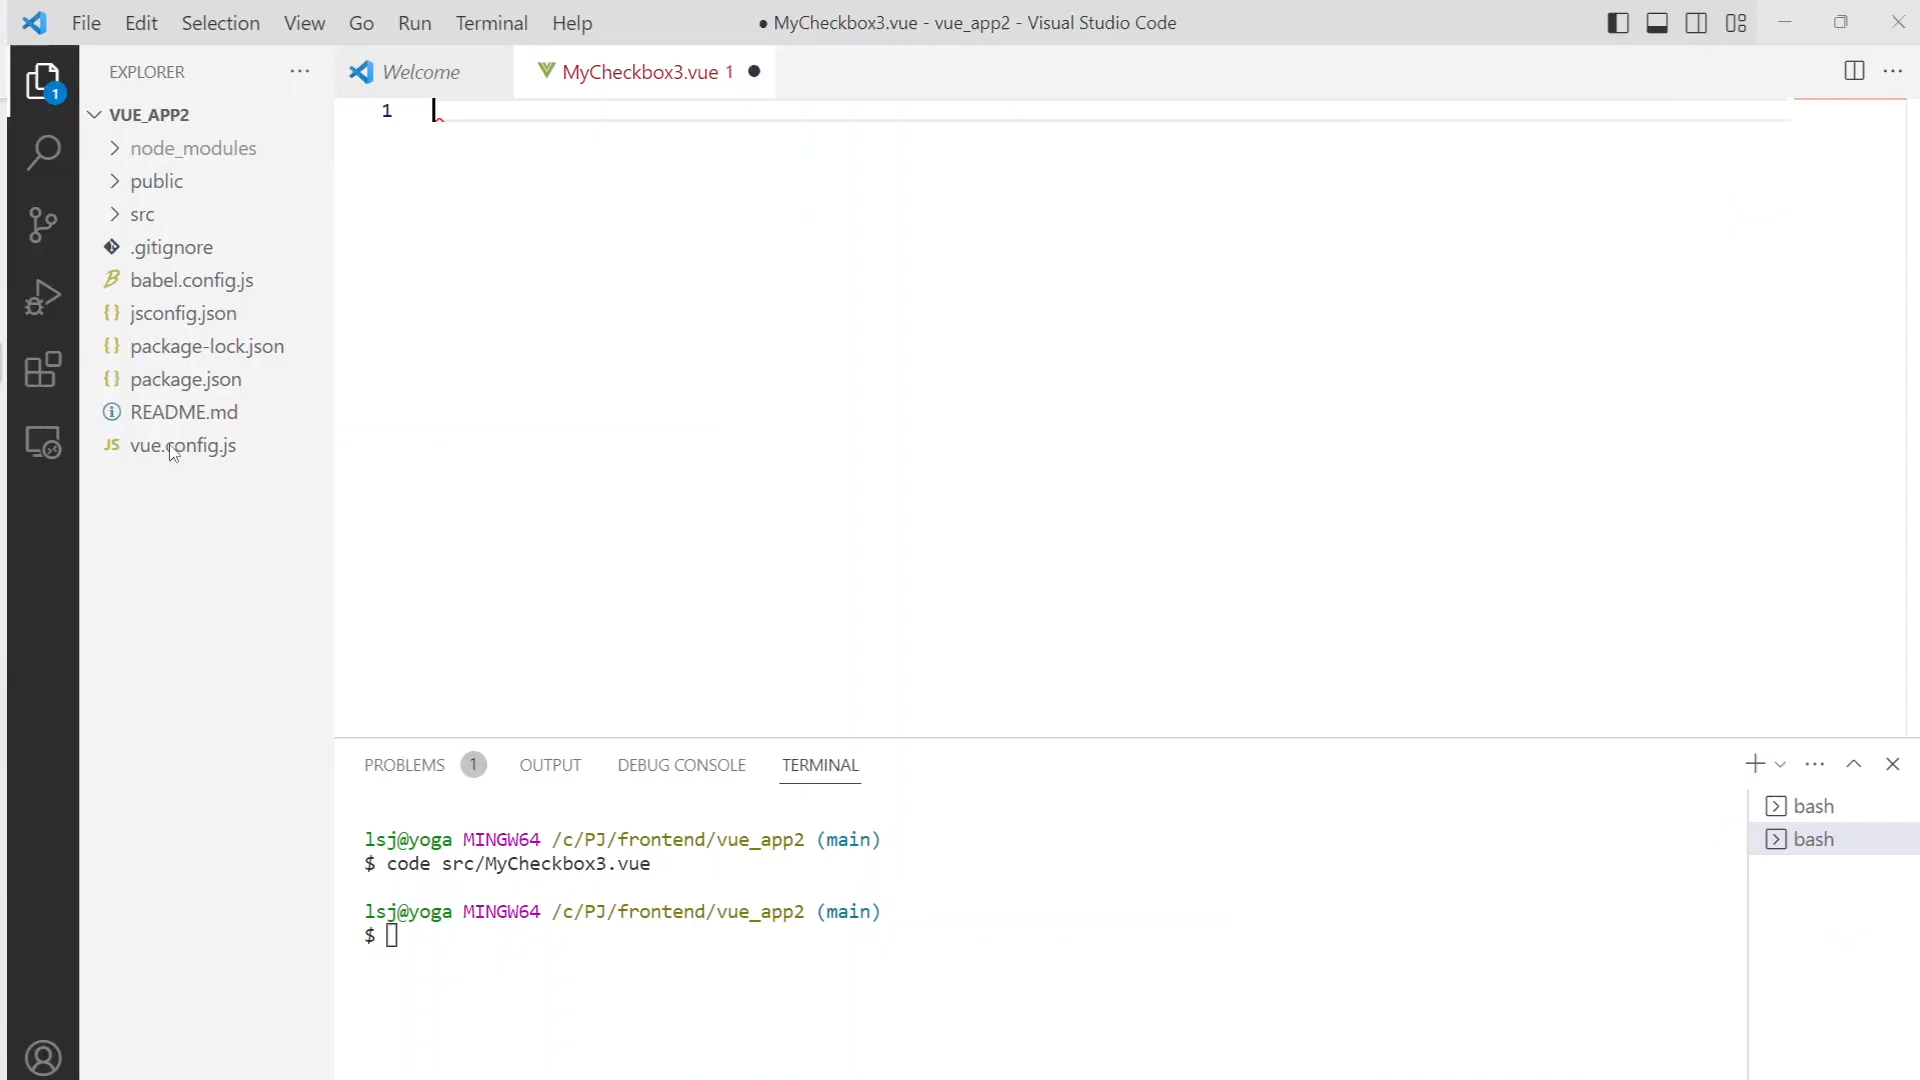 File Edit Selection View Go Run Terminal Help
● MyCheckbox3.vue - vue_app2 - Visual Studio Code
EXPLORER
Welcome
MyCheckbox3.vue 1
1
1
VUE_APP2
node_modules
public
src
.gitignore
babel.config.js
jsconfig.json
package-lock.json
package.json
README.md
JS vue.config.js
PROBLEMS 1 OUTPUT DEBUG CONSOLE TERMINAL
lsj@yoga MINGW64 /c/PJ/frontend/vue_app2 (main)
$ code src/MyCheckbox3.vue
lsj@yoga MINGW64 /c/PJ/frontend/vue_app2 (main)
$
bash
bash